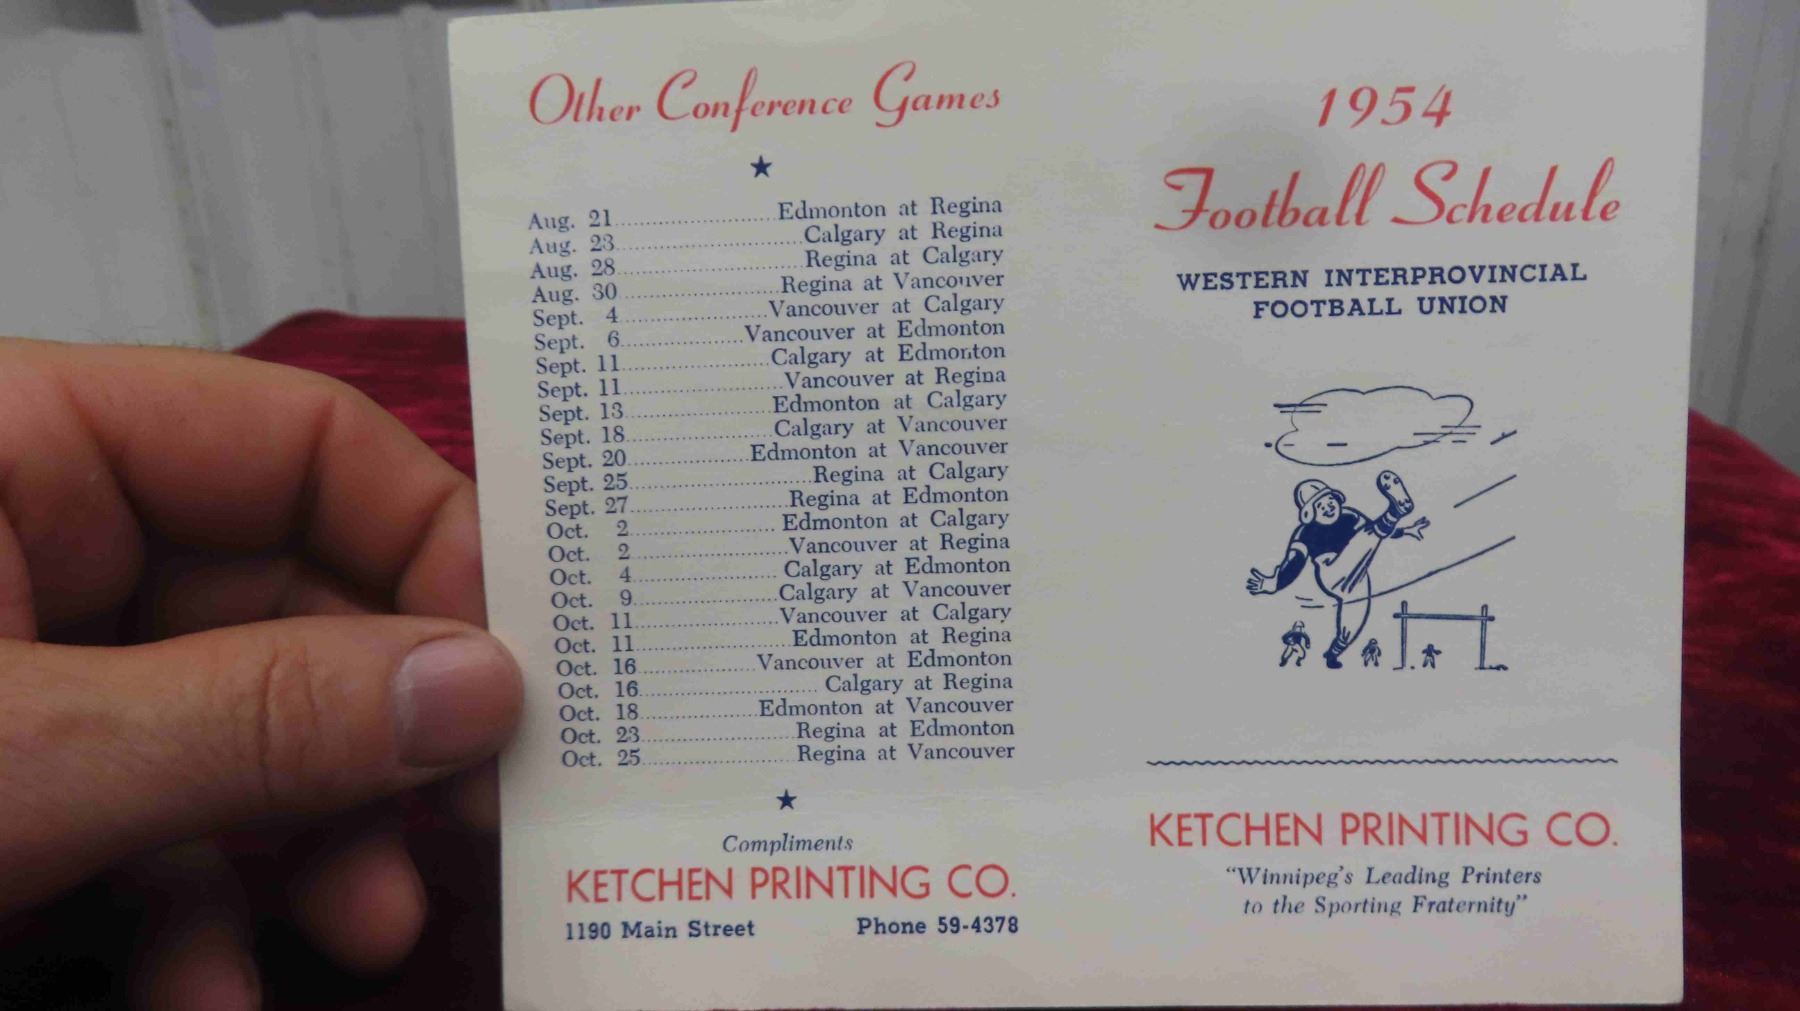 Other Conference Games
Aug. 21 Edmonton at Regina
Aug. 23 Calgary at Regina
Aug. 28 Regina at Calgary
Aug. 30 Regina at Vancouver
Sept. 4 Vancouver at Calgary
Sept. 6 Vancouver at Edmonton
Sept. 11 Calgary at Edmonton
Sept. 11 Vancouver at Regina
Sept. 13 Edmonton at Calgary
Sept. 18 Calgary at Vancouver
Sept. 20 Edmonton at Vancouver
Sept. 25 Regina at Calgary
Sept. 27 Regina at Edmonton
Oct. 2 Edmonton at Calgary
Oct. 2 Vancouver at Regina
Oct. 4 Calgary at Edmonton
Oct. 9 Calgary at Vancouver
Oct. 11 Vancouver at Calgary
Oct. 11 Edmonton at Regina
Oct. 16 Vancouver at Edmonton
Oct. 16 Calgary at Regina
Oct. 18 Edmonton at Vancouver
Oct. 23 Regina at Edmonton
Oct. 25 Regina at Vancouver
Compliments
KETCHEN PRINTING CO.
1190 Main Street Phone 59-4378
1954
Football Schedule
WESTERN INTERPROVINCIAL
FOOTBALL UNION
KETCHEN PRINTING CO.
"Winnipeg's Leading Printers
to the Sporting Fraternity"